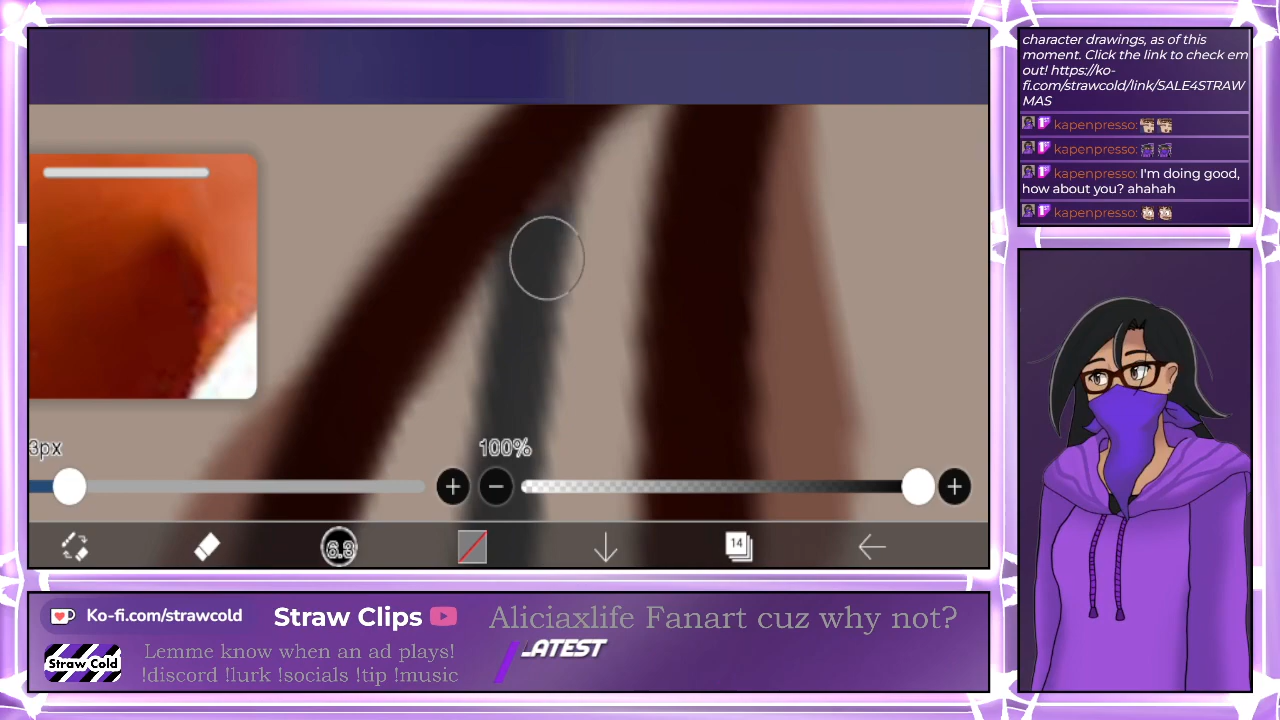 character drawings, as of this
moment. Click the link to check em
out! https://ko-
fi.com/strawcold/link/SALE4STRAW
MAS
kapenpresso:
kapenpresso:
kapenpresso: I'm doing good,
how about you? ahahah
kapenpresso:
3px
100%
6.3
14
Ko-fi.com/strawcold
Straw Clips
Aliciaxlife Fanart cuz why not?
Straw Cold
Lemme know when an ad plays!
!discord !lurk !socials !tip !music
LATEST